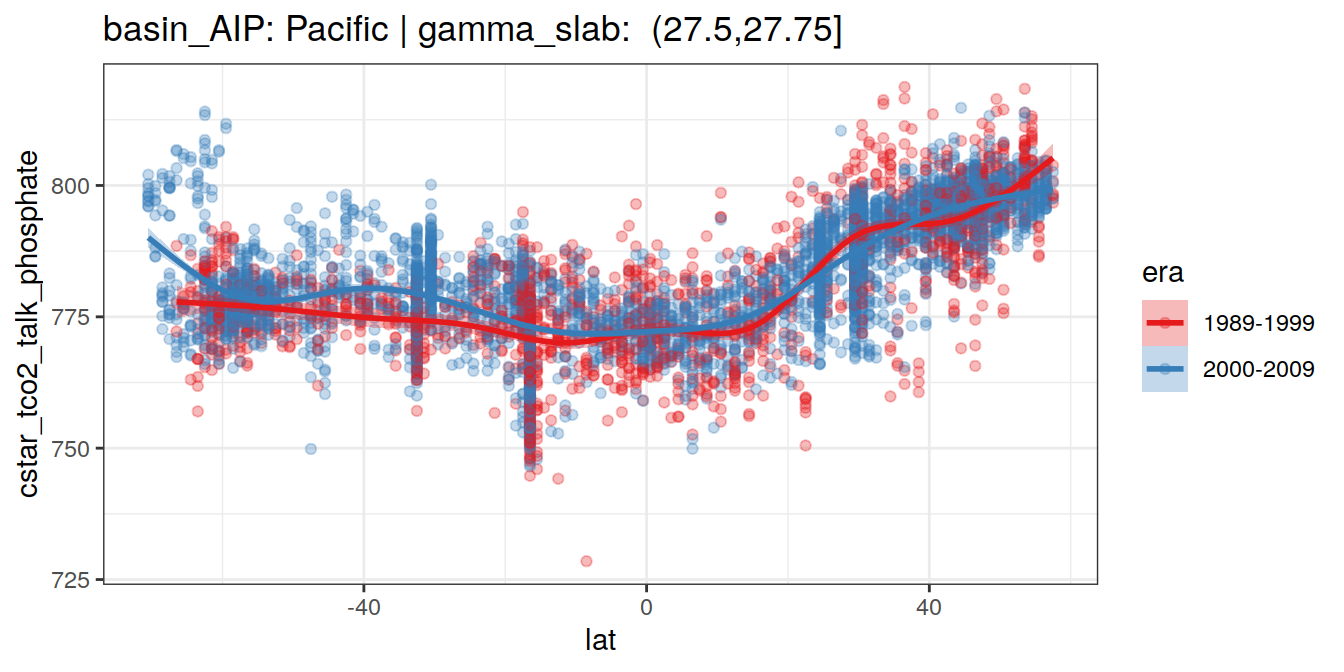 basin_AIP: Pacific | gamma_slab:  (27.5,27.75]
cstar_tco2_talk_phosphate
800
775
750
725
-40
0
40
lat
era
1989-1999
2000-2009